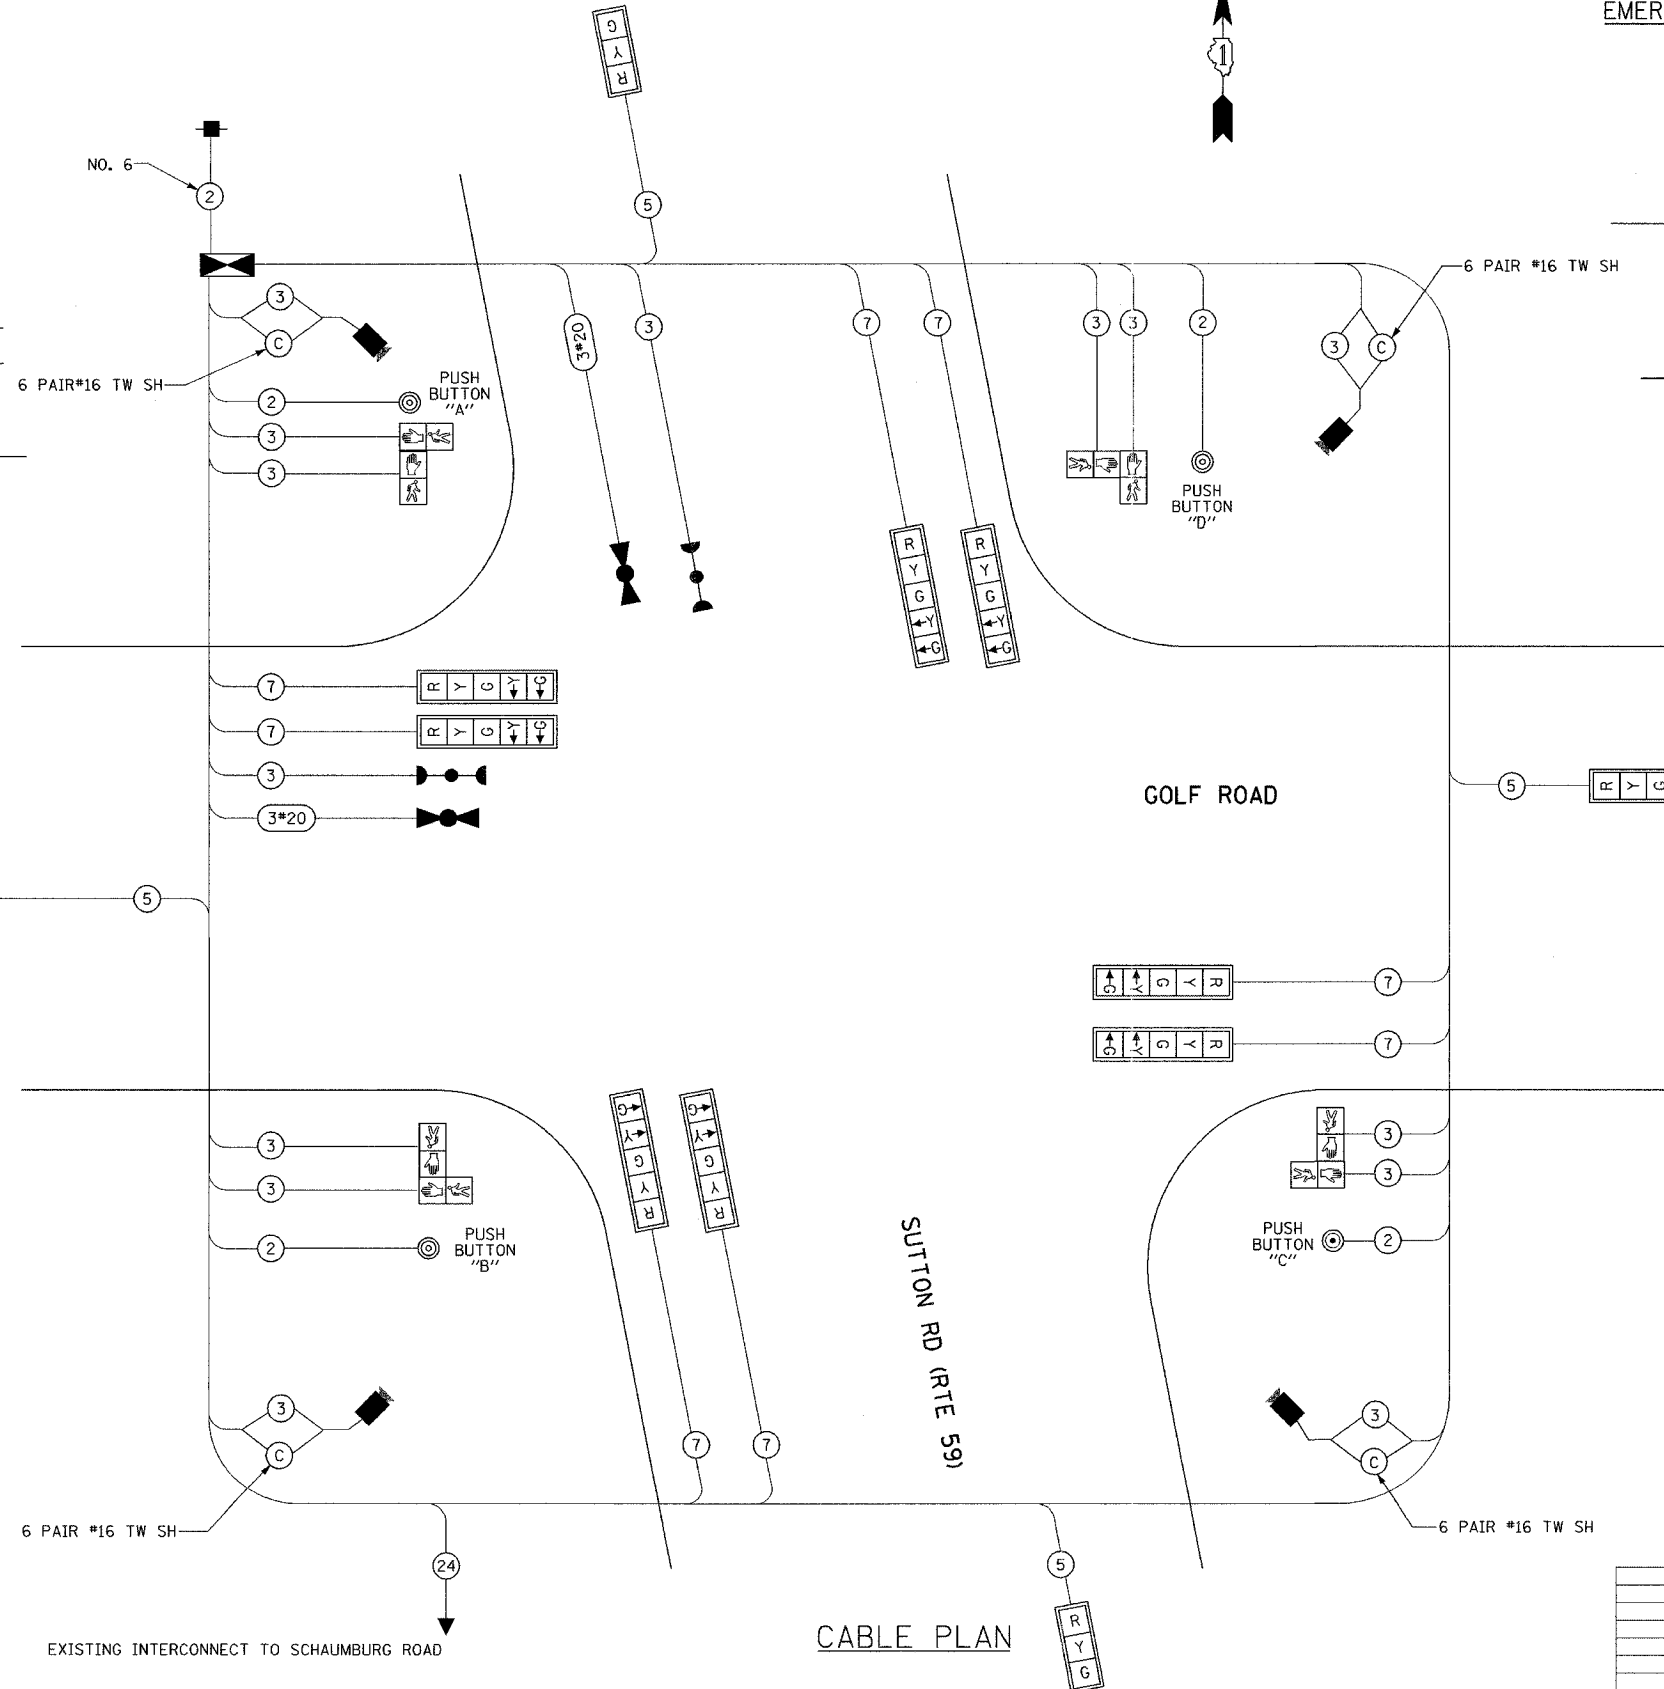 EMER
G
Y
R
1
NO. 6
2
5
6 PAIR #16 TW SH
3
C
6 PAIR#16 TW SH
3#20
3
7
7
3
3
2
3
C
2
PUSH
BUTTON
"A"
3
3
PUSH
BUTTON
"D"
R
Y
G
Y
G
R
Y
G
Y
G
7
R Y G Y G
7
R Y G Y G
3
3#20
GOLF ROAD
5
R Y G
5
G Y G Y R
7
G Y G Y R
7
G
Y
G
Y
R
G
Y
G
Y
R
3
3
2
PUSH
BUTTON
"B"
3
3
PUSH
BUTTON
"C"
2
SUTTON RD (RTE 59)
3
C
7
7
3
C
6 PAIR #16 TW SH
6 PAIR #16 TW SH
24
5
EXISTING INTERCONNECT TO SCHAUMBURG ROAD
CABLE PLAN
R
Y
G